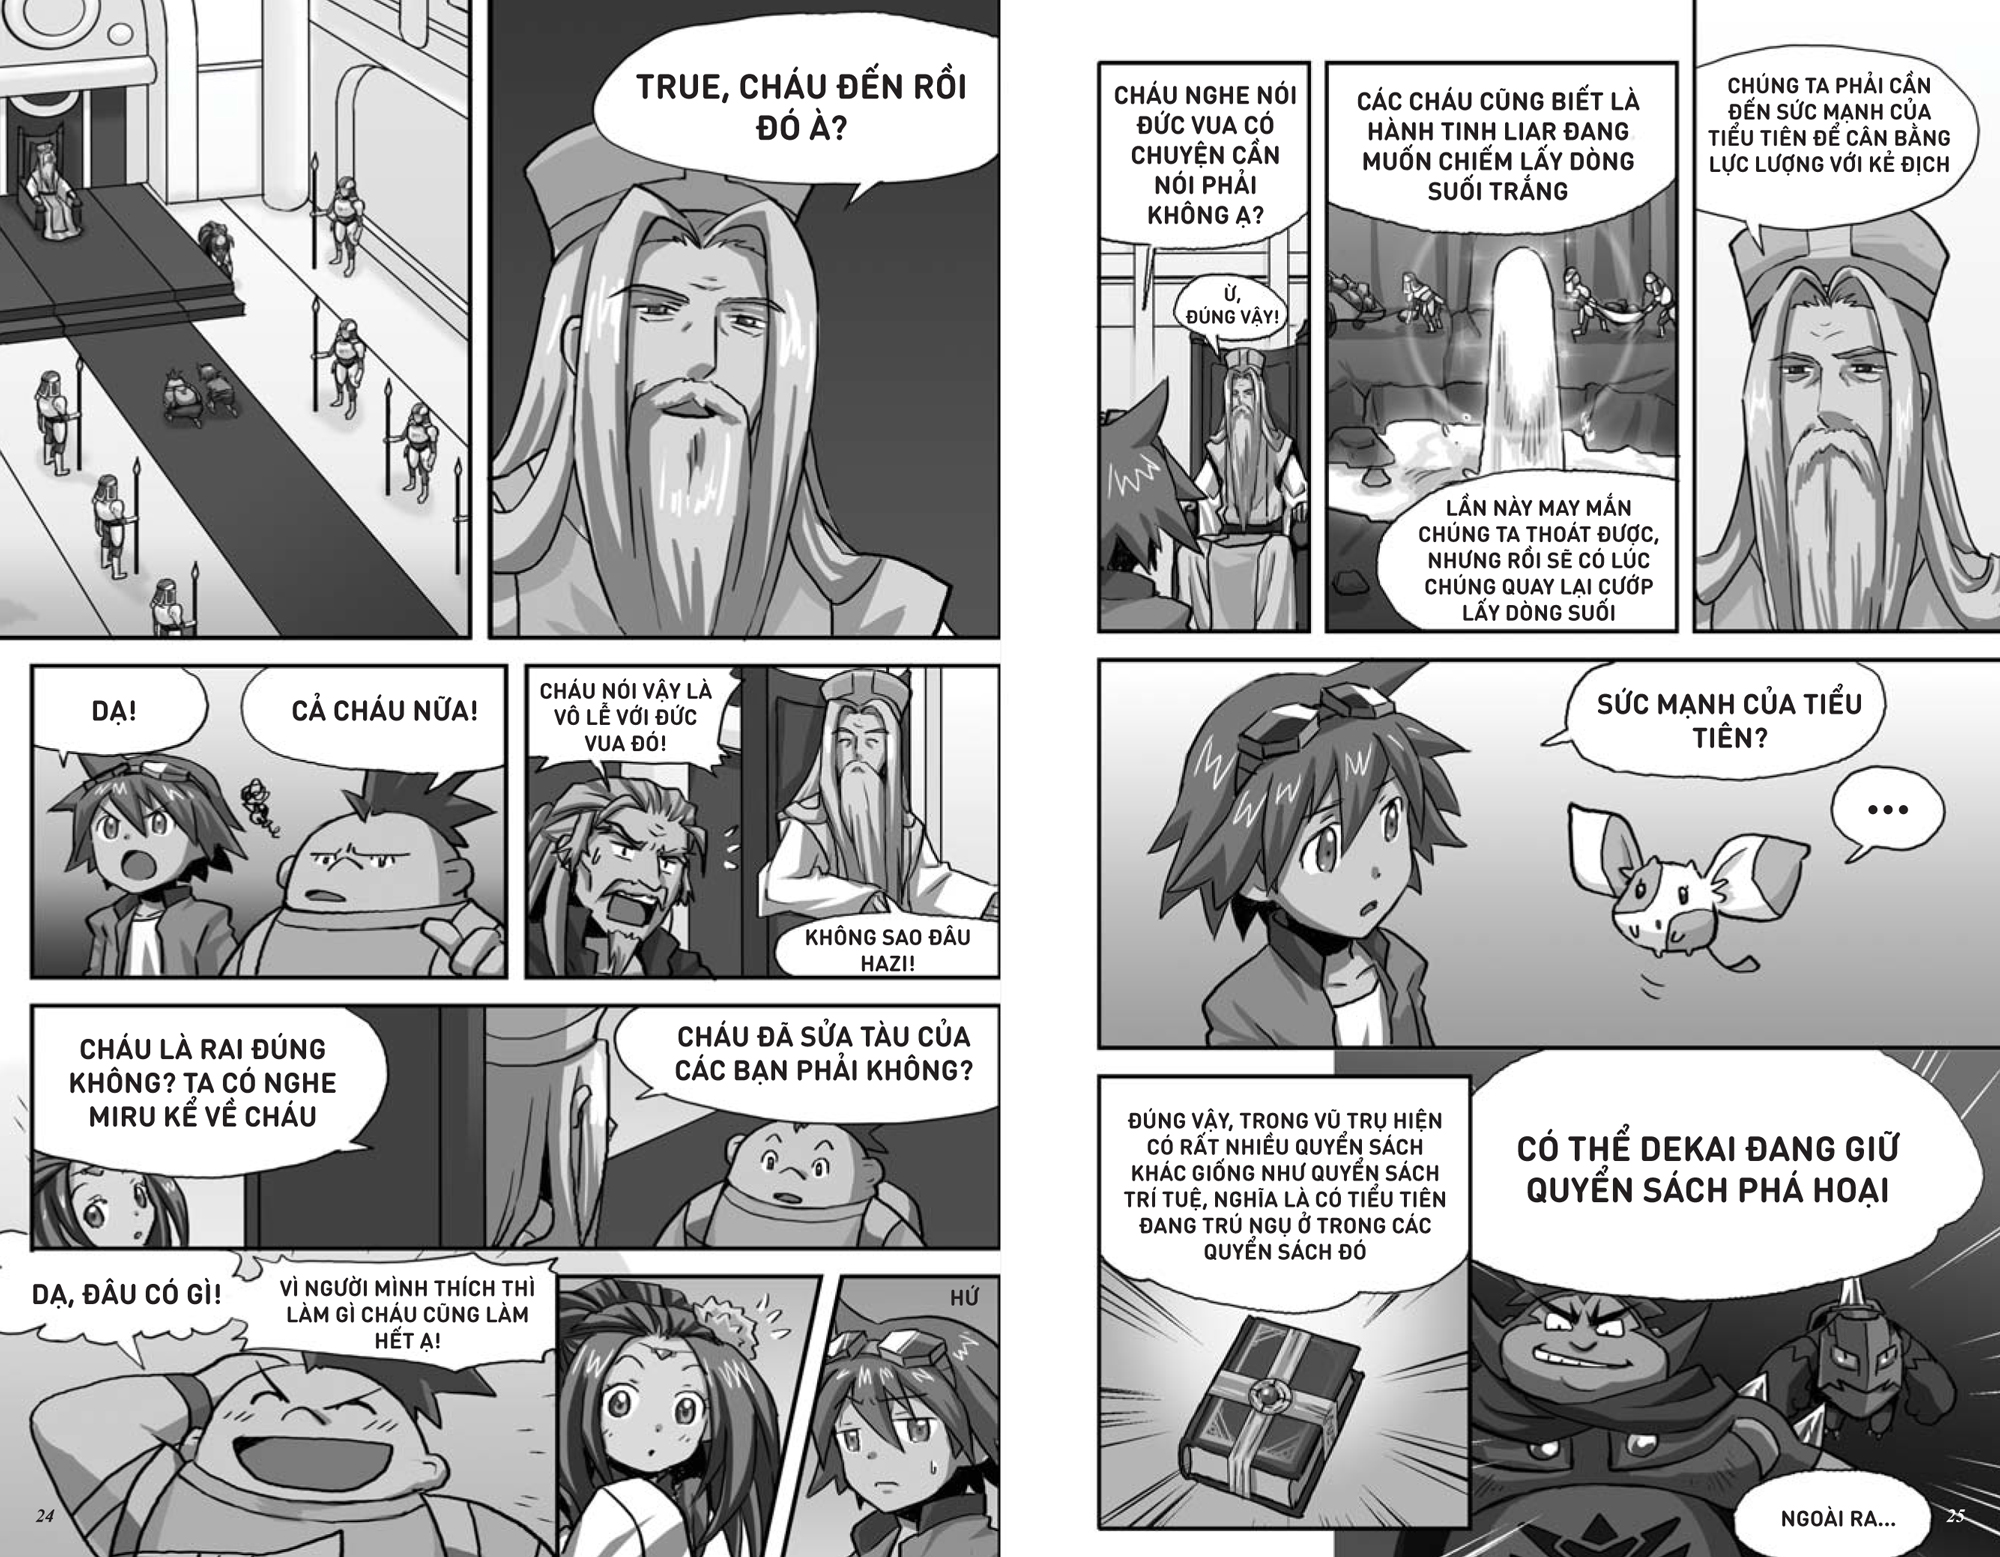 TRUE, CHÁU ĐẾN RỒI
ĐÓ À?
DẠ!
CẢ CHÁU NỮA!
CHÁU NÓI VẬY LÀ
VÔ LỄ VỚI ĐỨC
VUA ĐÓ!
KHÔNG SAO ĐÂU
HAZI!
CHÁU LÀ RAI ĐÚNG
KHÔNG? TA CÓ NGHE
MIRU KỂ VỀ CHÁU
CHÁU ĐÃ SỬA TÀU CỦA
CÁC BẠN PHẢI KHÔNG?
DẠ, ĐÂU CÓ GÌ!
VÌ NGƯỜI MÌNH THÍCH THÌ
LÀM GÌ CHÁU CŨNG LÀM
HẾT Ạ!
HỨ
24
CHÁU NGHE NÓI
ĐỨC VUA CÓ
CHUYỆN CẦN
NÓI PHẢI
KHÔNG Ạ?
Ừ,
ĐÚNG VẬY!
CÁC CHÁU CŨNG BIẾT LÀ
HÀNH TINH LIAR ĐANG
MUỐN CHIẾM LẤY DÒNG
SUỐI TRẮNG
LẦN NÀY MAY MẮN
CHÚNG TA THOÁT ĐƯỢC,
NHƯNG RỒI SẼ CÓ LÚC
CHÚNG QUAY LẠI CƯỚP
LẤY DÒNG SUỐI
CHÚNG TA PHẢI CẦN
ĐẾN SỨC MẠNH CỦA
TIỂU TIÊN ĐỂ CÂN BẰNG
LỰC LƯỢNG VỚI KẺ ĐỊCH
SỨC MẠNH CỦA TIỂU
TIÊN?
...
ĐÚNG VẬY, TRONG VŨ TRỤ HIỆN
CÓ RẤT NHIỀU QUYỂN SÁCH
KHÁC GIỐNG NHƯ QUYỂN SÁCH
TRÍ TUỆ, NGHĨA LÀ CÓ TIỂU TIÊN
ĐANG TRÚ NGỤ Ở TRONG CÁC
QUYỂN SÁCH ĐÓ
CÓ THỂ DEKAI ĐANG GIỮ
QUYỂN SÁCH PHÁ HOẠI
NGOÀI RA...
25